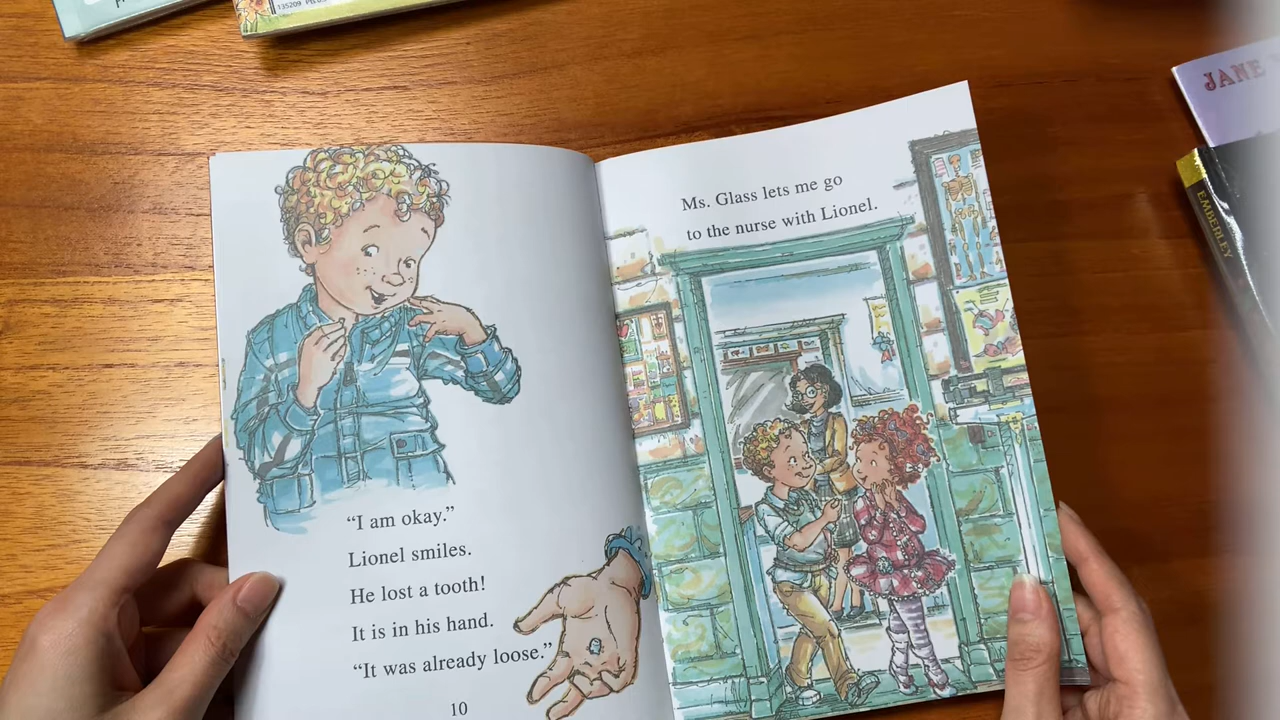 135209
JANE
EMBERLEY
“I am okay.”
Lionel smiles.
He lost a tooth!
It is in his hand.
“It was already loose.”
10
Ms. Glass lets me go
to the nurse with Lionel.